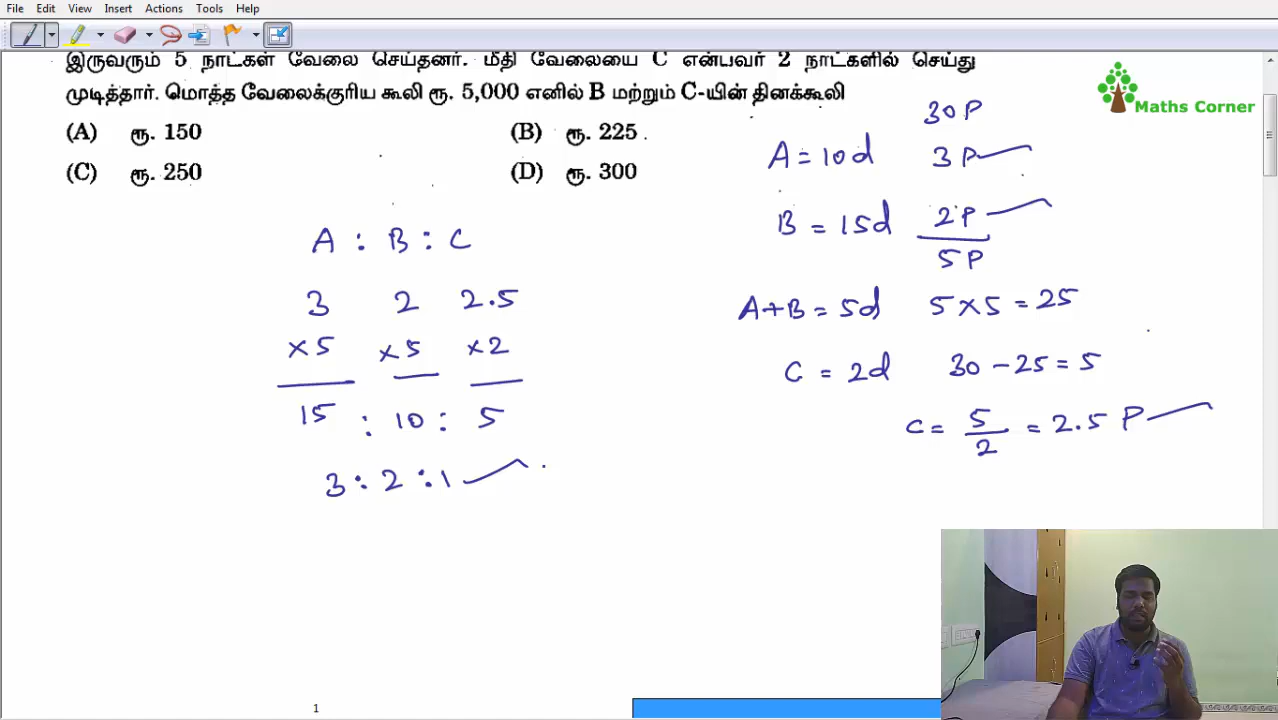 File Edit View Insert Actions Tools Help
இருவரும் 5 நாட்கள் வேலை செய்தனர். மீதி வேலையை C என்பவர் 2 நாட்களில் செய்து
முடித்தார். மொத்த வேலைக்குரிய கூலி ரூ. 5,000 எனில் B மற்றும் C-யின் தினக்கூலி
(A) ரூ. 150 (B) ரூ. 225
(C) ரூ. 250 (D) ரூ. 300
Maths Corner
30 P
A = 10d 3 P
B = 15d 2 P
5 P
A+B = 5d 5 × 5 = 25
C = 2d 30 - 25 = 5
C = 5/2 = 2.5 P
A : B : C
3 2 2.5
×5 ×5 ×2
15 : 10 : 5
3 : 2 : 1
1